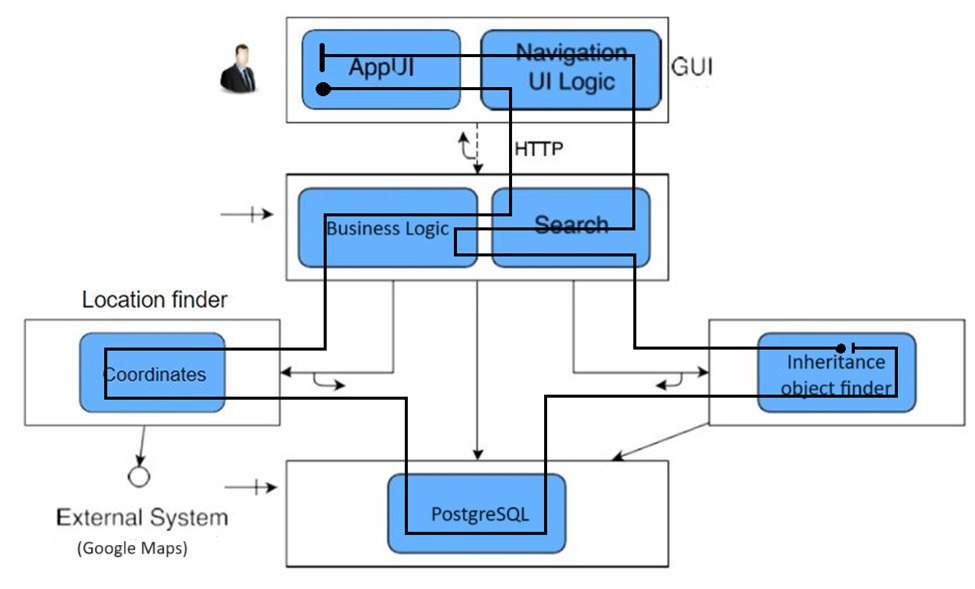 AppUI
Navigation
UI Logic
GUI
HTTP
Business Logic
Search
Location finder
Coordinates
Inheritance
object finder
PostgreSQL
External System
(Google Maps)